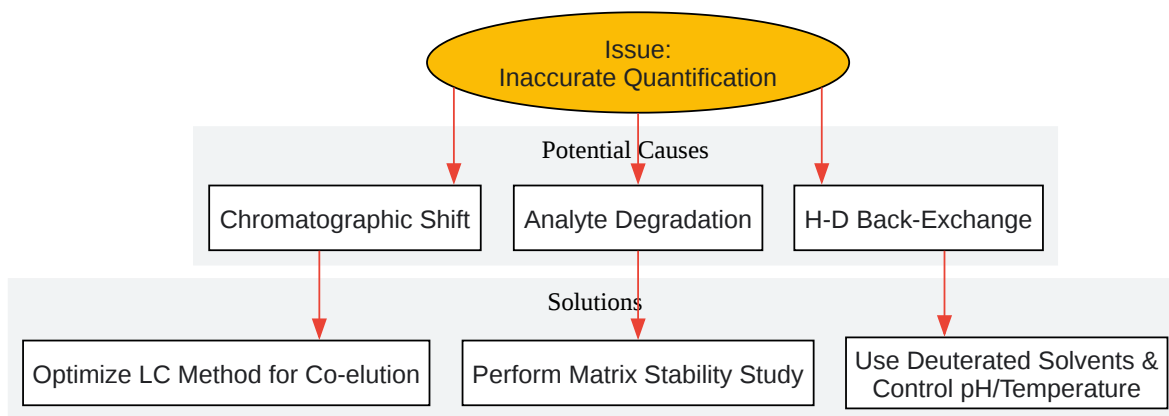 Issue:
Inaccurate Quantification
Potential Causes
Chromatographic Shift
Analyte Degradation
H-D Back-Exchange
Solutions
Optimize LC Method for Co-elution
Perform Matrix Stability Study
Use Deuterated Solvents &
Control pH/Temperature